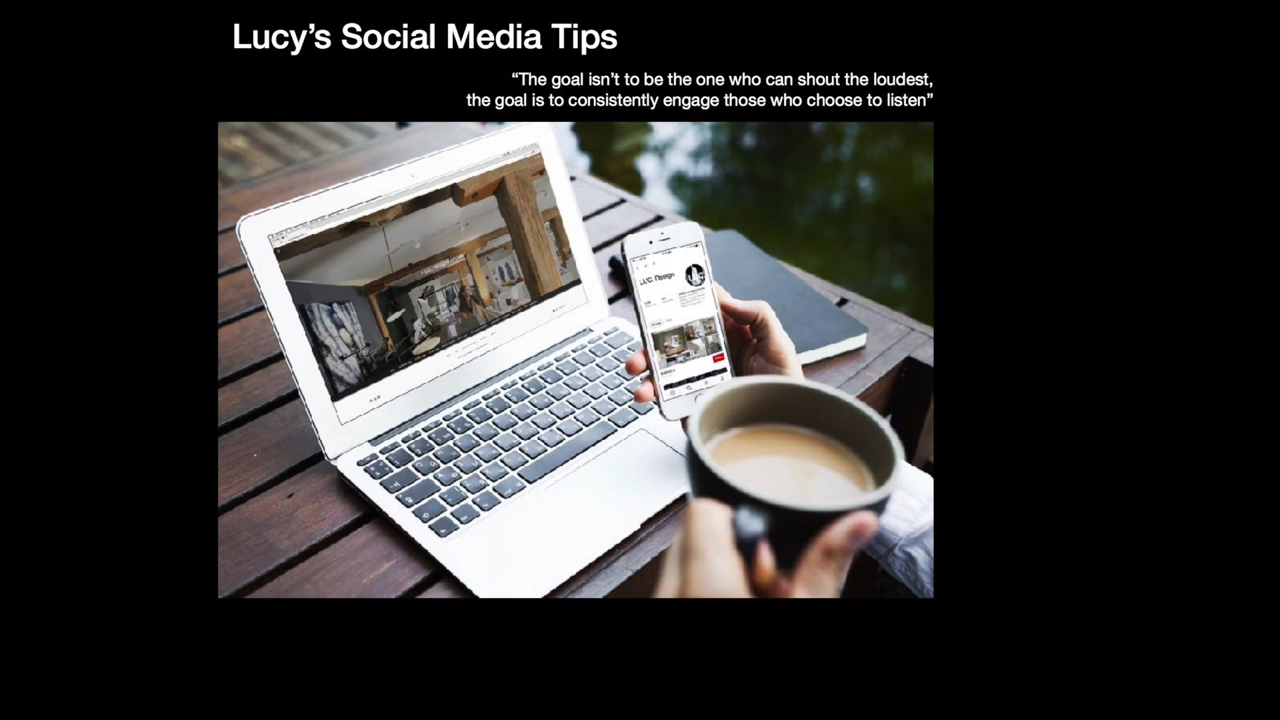 Lucy’s Social Media Tips
“The goal isn’t to be the one who can shout the loudest,
the goal is to consistently engage those who choose to listen”